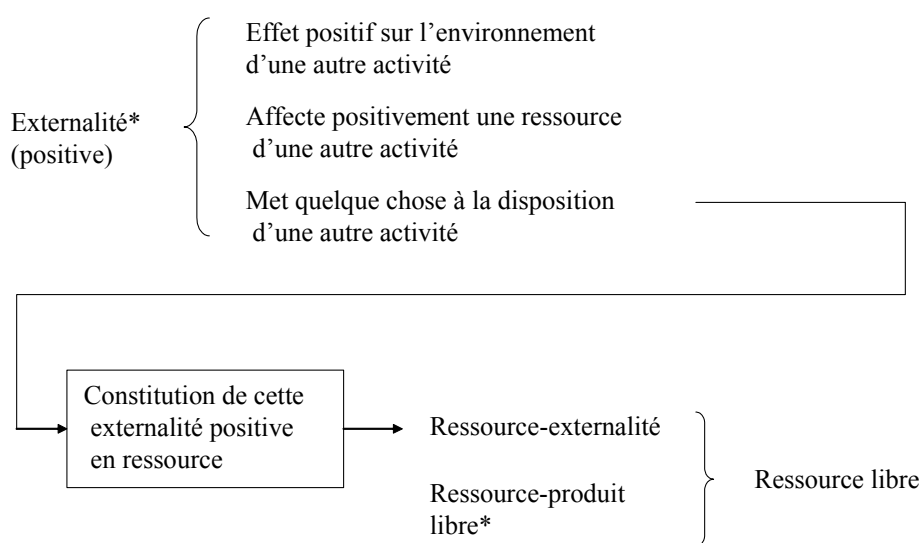 Effet positif sur l’environnement
d’une autre activité
Externalité*
(positive)
Affecte positivement une ressource
d’une autre activité
Met quelque chose à la disposition
d’une autre activité
Constitution de cette
externalité positive
en ressource
Ressource-externalité
Ressource-produit
libre*
Ressource libre